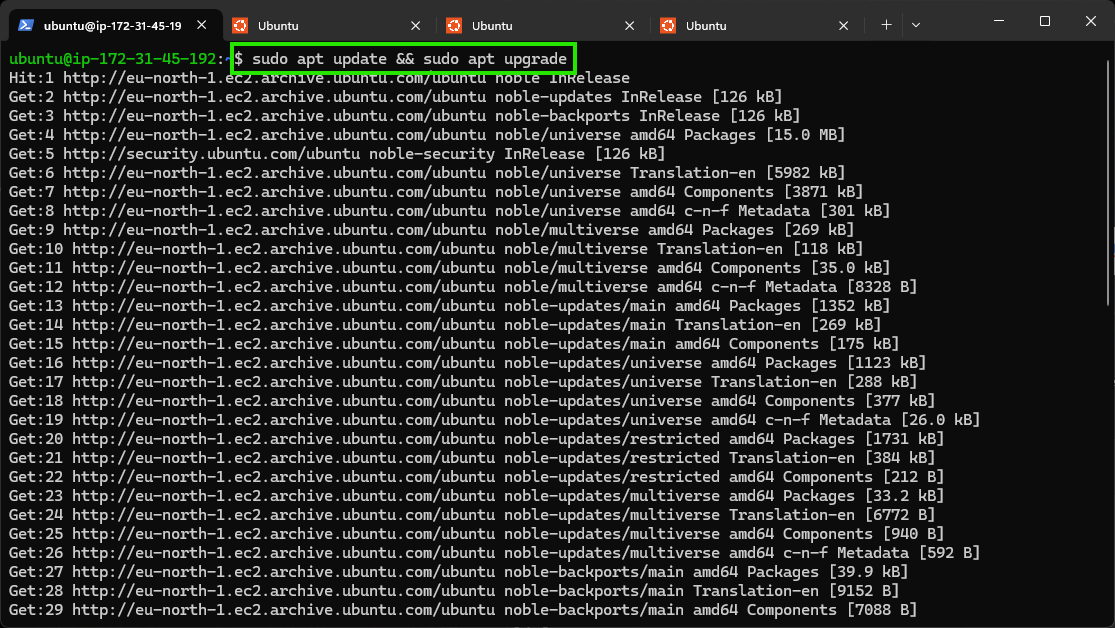 ubuntu@ip-172-31-45-19
Ubuntu
Ubuntu
Ubuntu
ubuntu@ip-172-31-45-192:~$ sudo apt update && sudo apt upgrade
Hit:1 http://eu-north-1.ec2.archive.ubuntu.com/ubuntu noble InRelease
Get:2 http://eu-north-1.ec2.archive.ubuntu.com/ubuntu noble-updates InRelease [126 kB]
Get:3 http://eu-north-1.ec2.archive.ubuntu.com/ubuntu noble-backports InRelease [126 kB]
Get:4 http://eu-north-1.ec2.archive.ubuntu.com/ubuntu noble/universe amd64 Packages [15.0 MB]
Get:5 http://security.ubuntu.com/ubuntu noble-security InRelease [126 kB]
Get:6 http://eu-north-1.ec2.archive.ubuntu.com/ubuntu noble/universe Translation-en [5982 kB]
Get:7 http://eu-north-1.ec2.archive.ubuntu.com/ubuntu noble/universe amd64 Components [3871 kB]
Get:8 http://eu-north-1.ec2.archive.ubuntu.com/ubuntu noble/universe amd64 c-n-f Metadata [301 kB]
Get:9 http://eu-north-1.ec2.archive.ubuntu.com/ubuntu noble/multiverse amd64 Packages [269 kB]
Get:10 http://eu-north-1.ec2.archive.ubuntu.com/ubuntu noble/multiverse Translation-en [118 kB]
Get:11 http://eu-north-1.ec2.archive.ubuntu.com/ubuntu noble/multiverse amd64 Components [35.0 kB]
Get:12 http://eu-north-1.ec2.archive.ubuntu.com/ubuntu noble/multiverse amd64 c-n-f Metadata [8328 B]
Get:13 http://eu-north-1.ec2.archive.ubuntu.com/ubuntu noble-updates/main amd64 Packages [1352 kB]
Get:14 http://eu-north-1.ec2.archive.ubuntu.com/ubuntu noble-updates/main Translation-en [269 kB]
Get:15 http://eu-north-1.ec2.archive.ubuntu.com/ubuntu noble-updates/main amd64 Components [175 kB]
Get:16 http://eu-north-1.ec2.archive.ubuntu.com/ubuntu noble-updates/universe amd64 Packages [1123 kB]
Get:17 http://eu-north-1.ec2.archive.ubuntu.com/ubuntu noble-updates/universe Translation-en [288 kB]
Get:18 http://eu-north-1.ec2.archive.ubuntu.com/ubuntu noble-updates/universe amd64 Components [377 kB]
Get:19 http://eu-north-1.ec2.archive.ubuntu.com/ubuntu noble-updates/universe amd64 c-n-f Metadata [26.0 kB]
Get:20 http://eu-north-1.ec2.archive.ubuntu.com/ubuntu noble-updates/restricted amd64 Packages [1731 kB]
Get:21 http://eu-north-1.ec2.archive.ubuntu.com/ubuntu noble-updates/restricted Translation-en [384 kB]
Get:22 http://eu-north-1.ec2.archive.ubuntu.com/ubuntu noble-updates/restricted amd64 Components [212 B]
Get:23 http://eu-north-1.ec2.archive.ubuntu.com/ubuntu noble-updates/multiverse amd64 Packages [33.2 kB]
Get:24 http://eu-north-1.ec2.archive.ubuntu.com/ubuntu noble-updates/multiverse Translation-en [6772 B]
Get:25 http://eu-north-1.ec2.archive.ubuntu.com/ubuntu noble-updates/multiverse amd64 Components [940 B]
Get:26 http://eu-north-1.ec2.archive.ubuntu.com/ubuntu noble-updates/multiverse amd64 c-n-f Metadata [592 B]
Get:27 http://eu-north-1.ec2.archive.ubuntu.com/ubuntu noble-backports/main amd64 Packages [39.9 kB]
Get:28 http://eu-north-1.ec2.archive.ubuntu.com/ubuntu noble-backports/main Translation-en [9152 B]
Get:29 http://eu-north-1.ec2.archive.ubuntu.com/ubuntu noble-backports/main amd64 Components [7088 B]